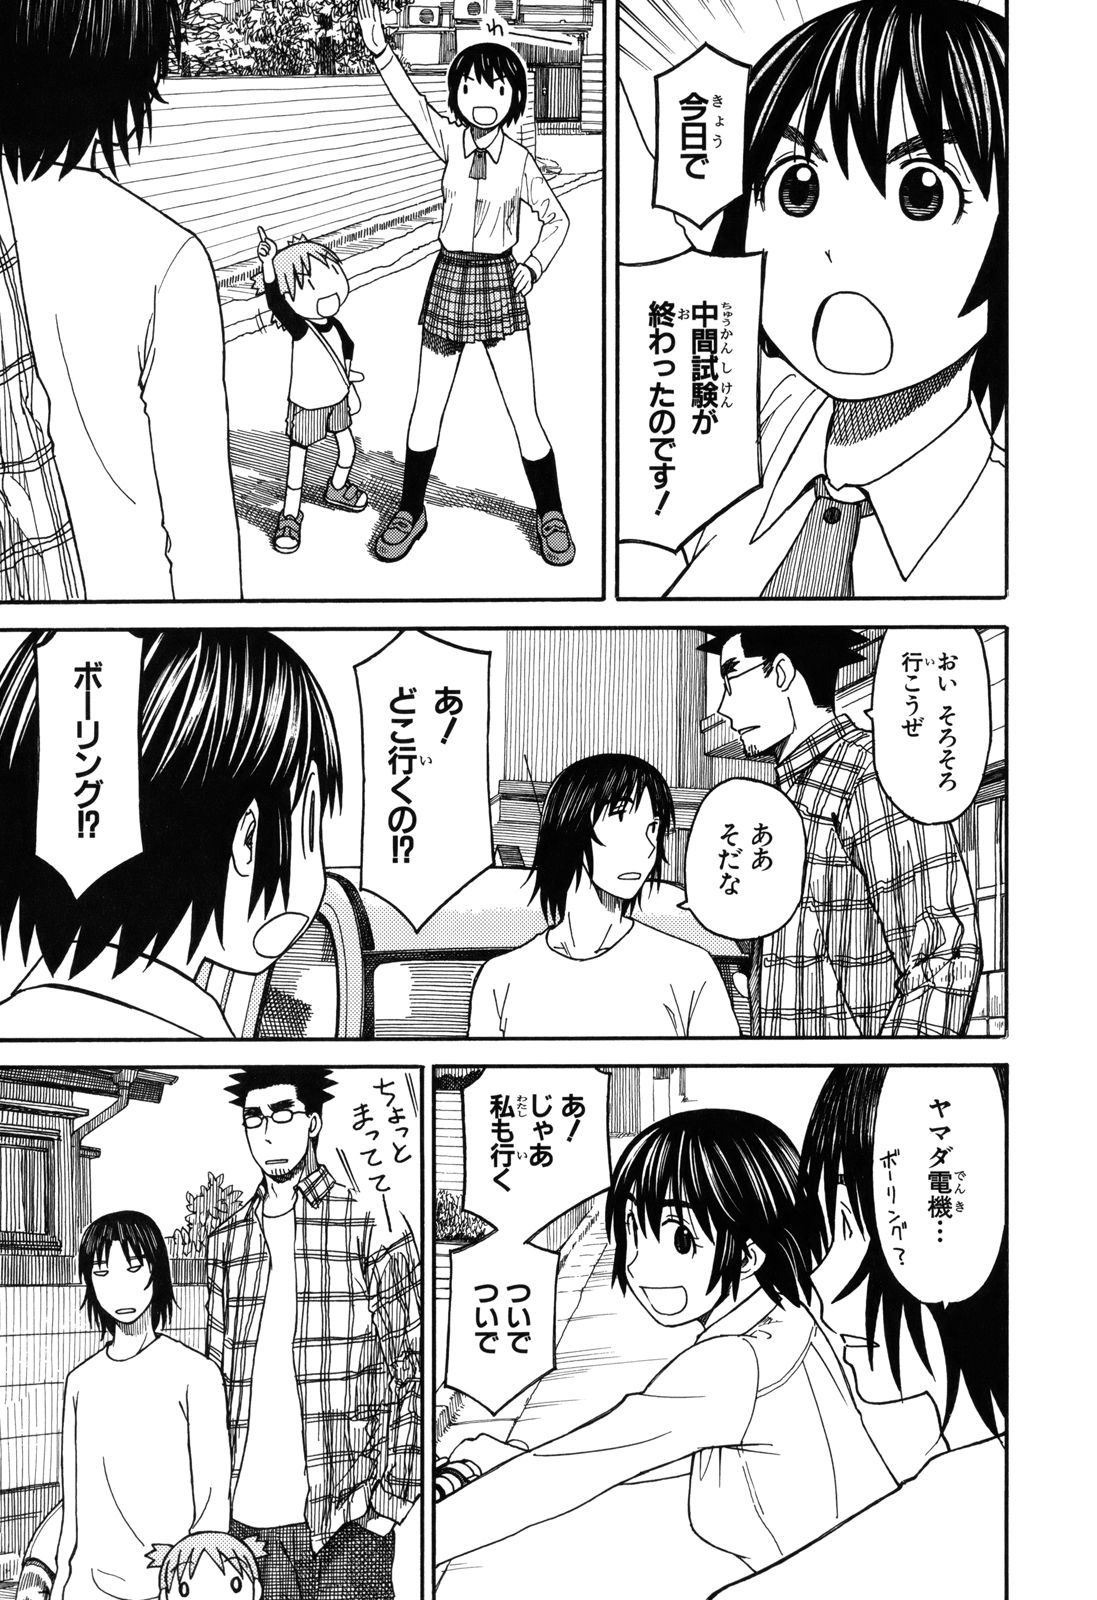 今日で
中間試験が
終わったのです!
わー
おい そろそろ
行こうぜ
ああ
そだな
あ!
どこ行くの!?
ボーリング!?
ヤマダ電機…
ボーリング?
あ!
じゃあ
私も行く
ついで
ついで
ちょっと
まっててー